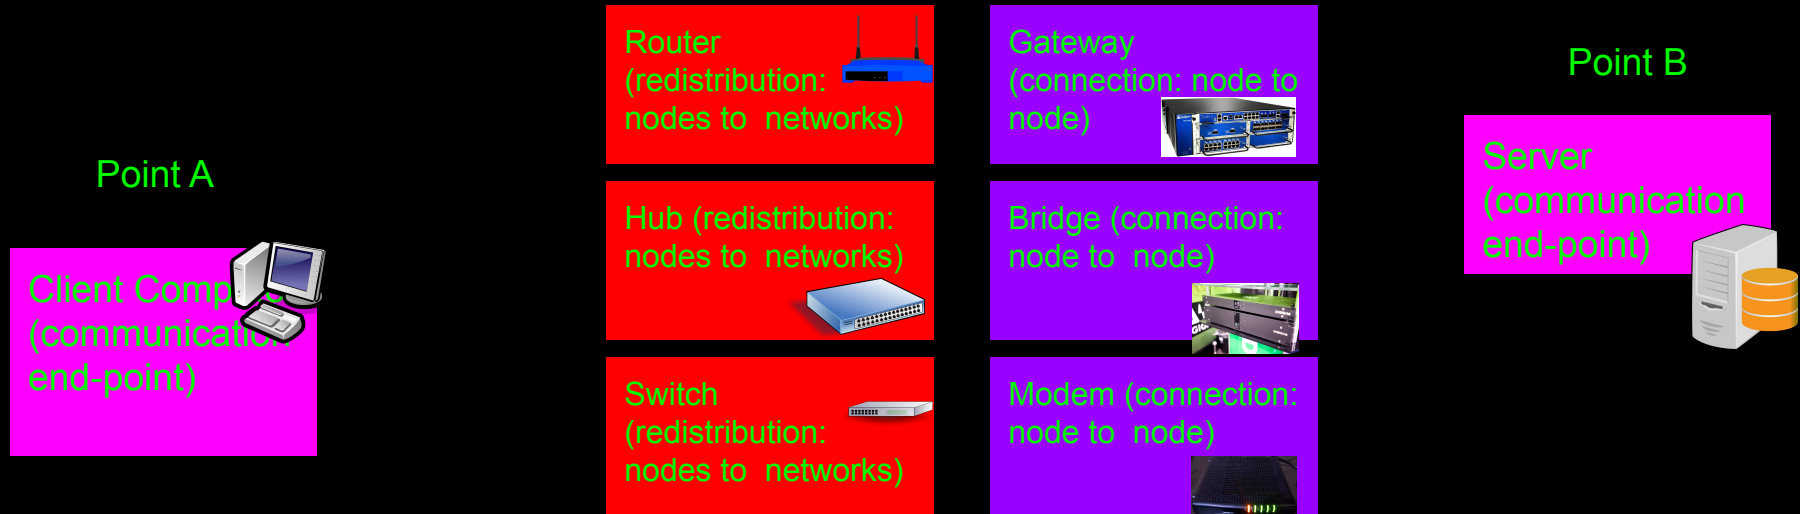 Point A
Client Comp
(communication
end-point)
Router
(redistribution:
nodes to  networks)
Hub (redistribution:
nodes to  networks)
Switch
(redistribution:
nodes to  networks)
Gateway
(connection: node to
node)
Bridge (connection:
node to  node)
Modem (connection:
node to  node)
Point B
Server
(communication
end-point)